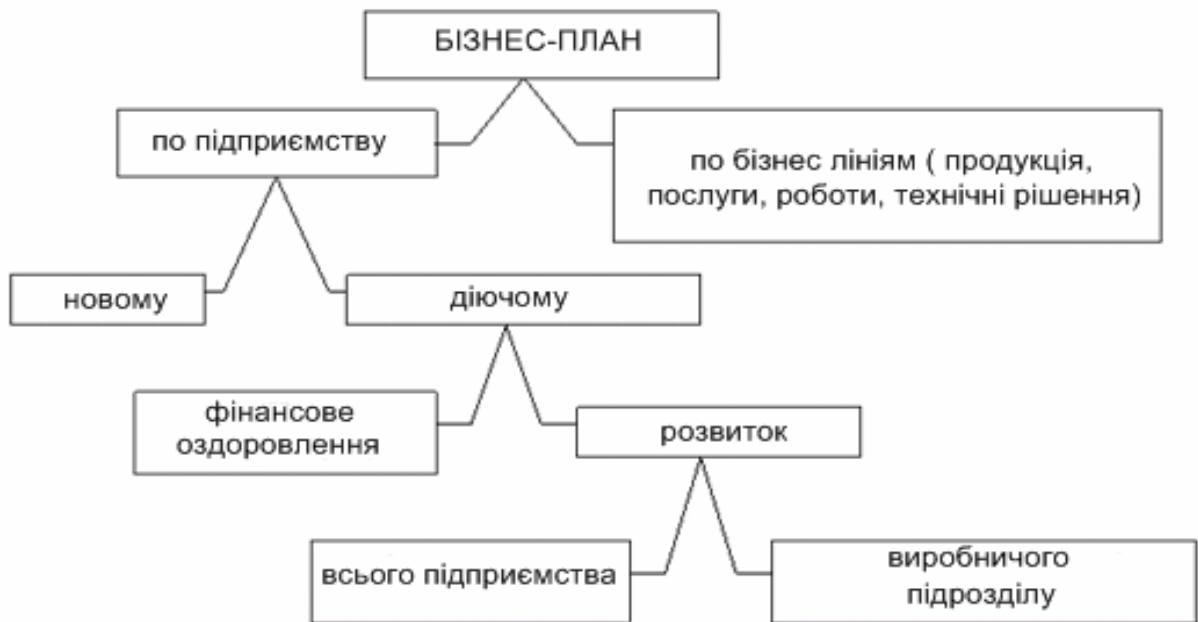 БІЗНЕС-ПЛАН
по підприємству
по бізнес лініям ( продукція,
послуги, роботи, технічні рішення)
новому
діючому
фінансове
оздоровлення
розвиток
всього підприємства
виробничого
підрозділу